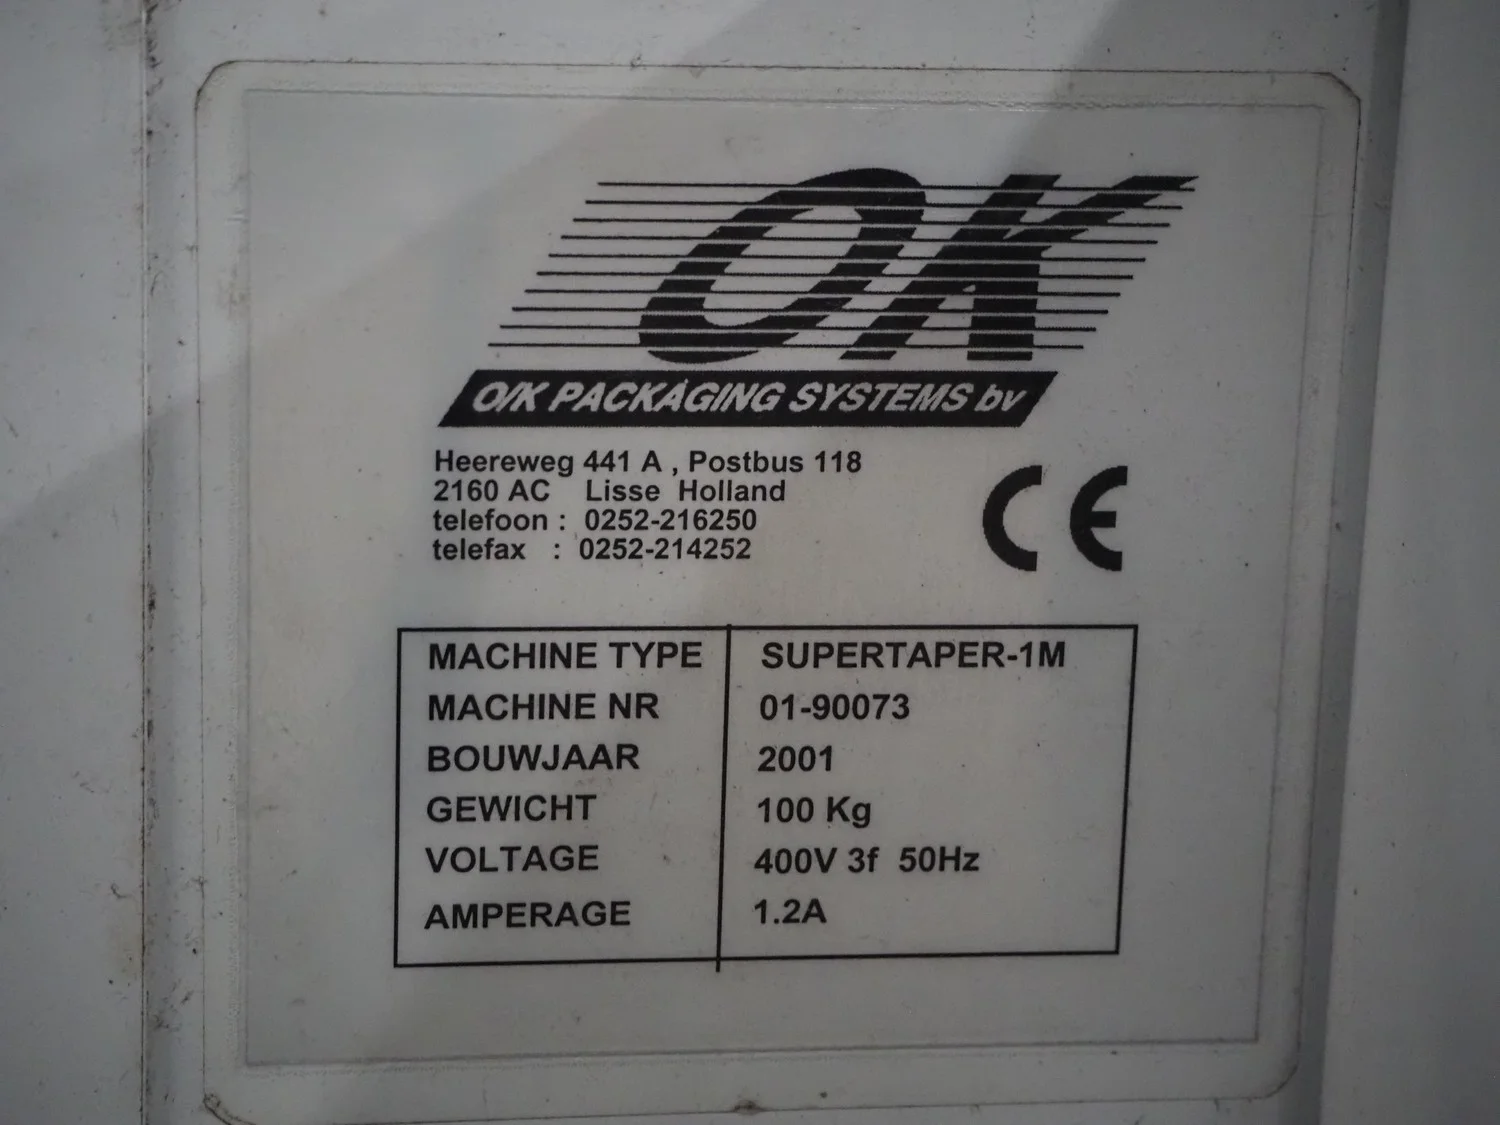 OK
O/K PACKAGING SYSTEMS bv
Heereweg 441 A , Postbus 118
2160 AC Lisse Holland
telefoon : 0252-216250
telefax : 0252-214252
CE
MACHINE TYPE SUPERTAPER-1M
MACHINE NR 01-90073
BOUWJAAR 2001
GEWICHT 100 Kg
VOLTAGE 400V 3f 50Hz
AMPERAGE 1.2A